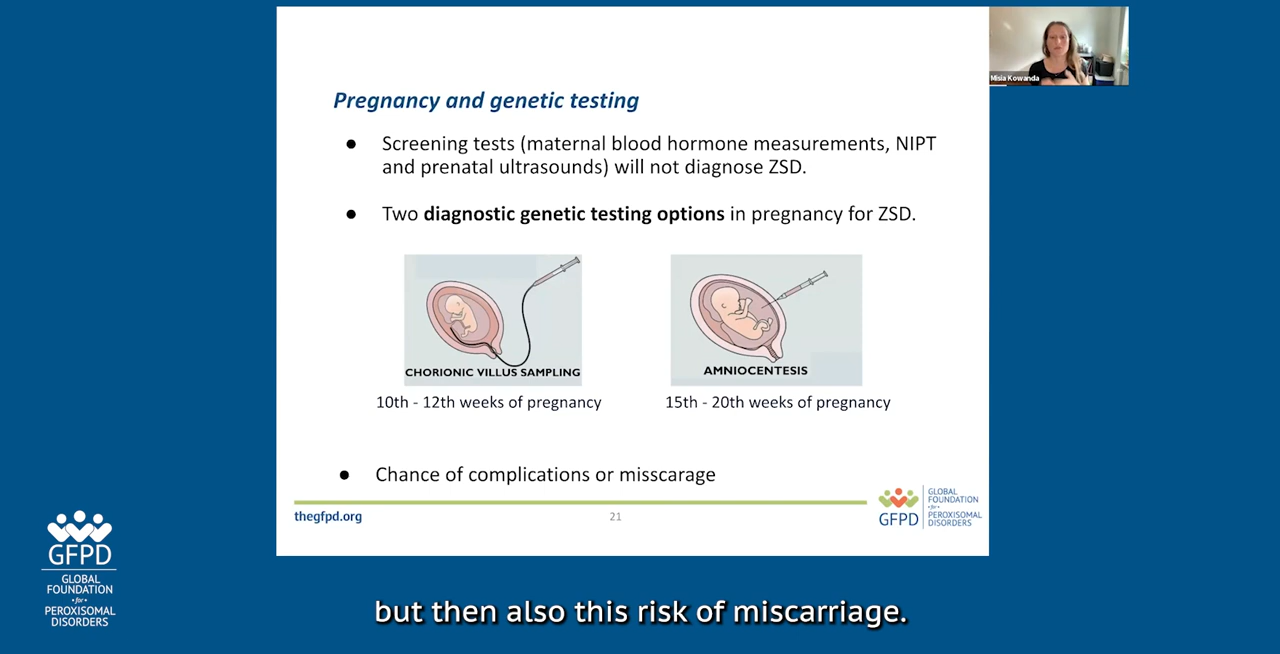 Misia Kowanda
Pregnancy and genetic testing
● Screening tests (maternal blood hormone measurements, NIPT
and prenatal ultrasounds) will not diagnose ZSD.
● Two diagnostic genetic testing options in pregnancy for ZSD.
CHORIONIC VILLUS SAMPLING
10th - 12th weeks of pregnancy
AMNIOCENTESIS
15th - 20th weeks of pregnancy
● Chance of complications or misscarage
thegfpd.org
21
GFPD
GLOBAL
FOUNDATION
for
PEROXISOMAL
DISORDERS
GFPD
GLOBAL
FOUNDATION
•for•
PEROXISOMAL
DISORDERS
but then also this risk of miscarriage.